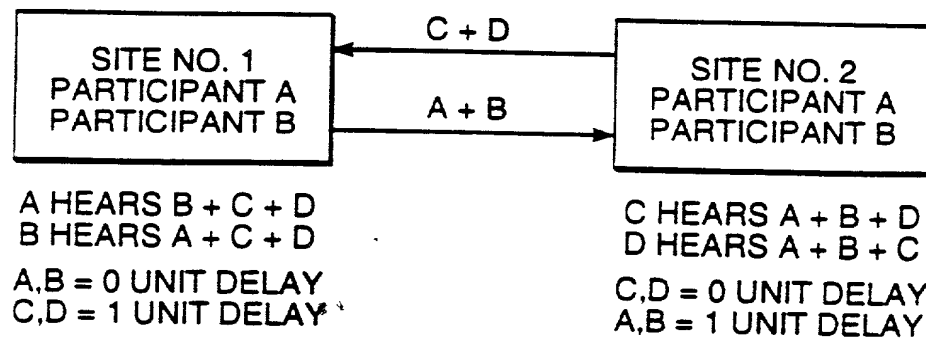 C + D
SITE NO. 1
PARTICIPANT A
PARTICIPANT B
A + B
SITE NO. 2
PARTICIPANT A
PARTICIPANT B
A HEARS B + C + D
B HEARS A + C + D
A,B = 0 UNIT DELAY
C,D = 1 UNIT DELAY
C HEARS A + B + D
D HEARS A + B + C
C,D = 0 UNIT DELAY
A,B = 1 UNIT DELAY